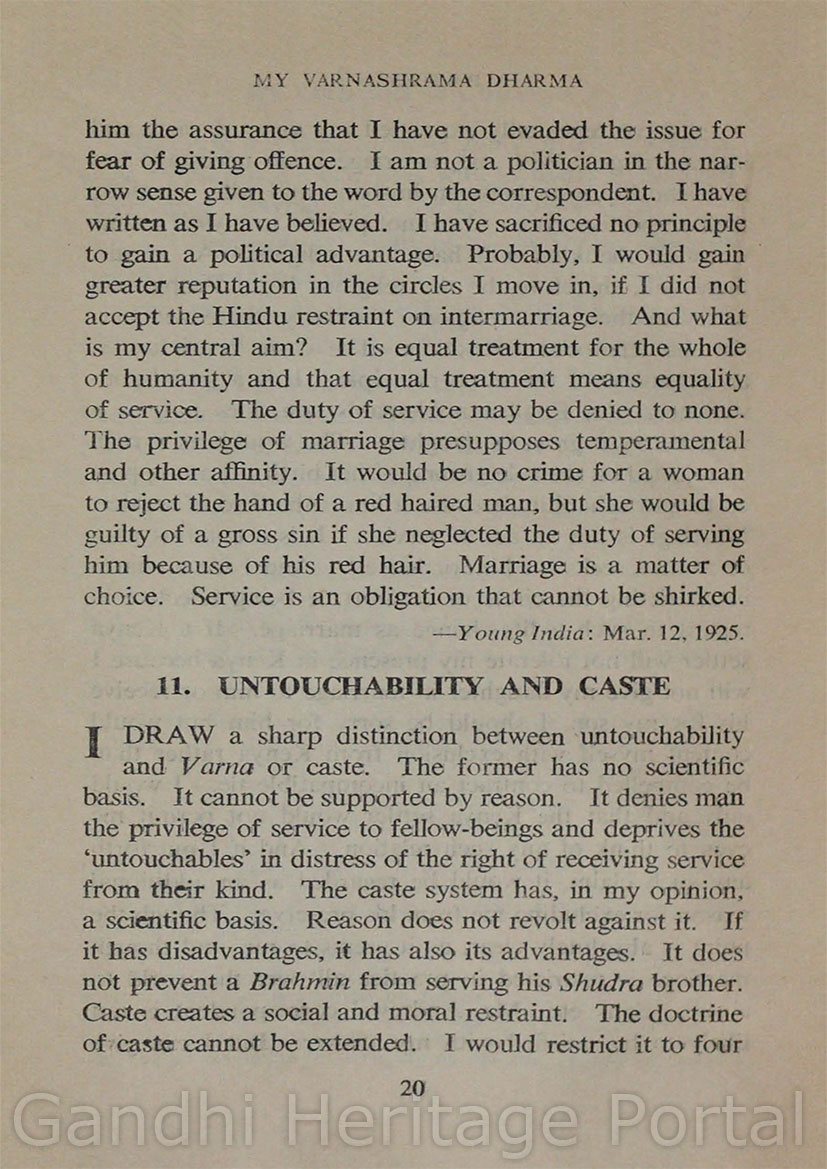 MY VARNASHRAMA DHARMA
him the assurance that I have not evaded the issue for
fear of giving offence. I am not a politician in the nar-
row sense given to the word by the correspondent. I have
written as I have believed. I have sacrificed no principle
to gain a political advantage. Probably, I would gain
greater reputation in the circles I move in, if I did not
accept the Hindu restraint on intermarriage. And what
is my central aim? It is equal treatment for the whole
of humanity and that equal treatment means equality
of service. The duty of service may be denied to none.
The privilege of marriage presupposes temperamental
and other affinity. It would be no crime for a woman
to reject the hand of a red haired man, but she would be
guilty of a gross sin if she neglected the duty of serving
him because of his red hair. Marriage is a matter of
choice. Service is an obligation that cannot be shirked.
—Young India: Mar. 12, 1925.
11. UNTOUCHABILITY AND CASTE
I DRAW a sharp distinction between untouchability
and Varna or caste. The former has no scientific
basis. It cannot be supported by reason. It denies man
the privilege of service to fellow-beings and deprives the
‘untouchables’ in distress of the right of receiving service
from their kind. The caste system has, in my opinion,
a scientific basis. Reason does not revolt against it. If
it has disadvantages, it has also its advantages. It does
not prevent a Brahmin from serving his Shudra brother.
Caste creates a social and moral restraint. The doctrine
of caste cannot be extended. I would restrict it to four
20
Gandhi Heritage Portal